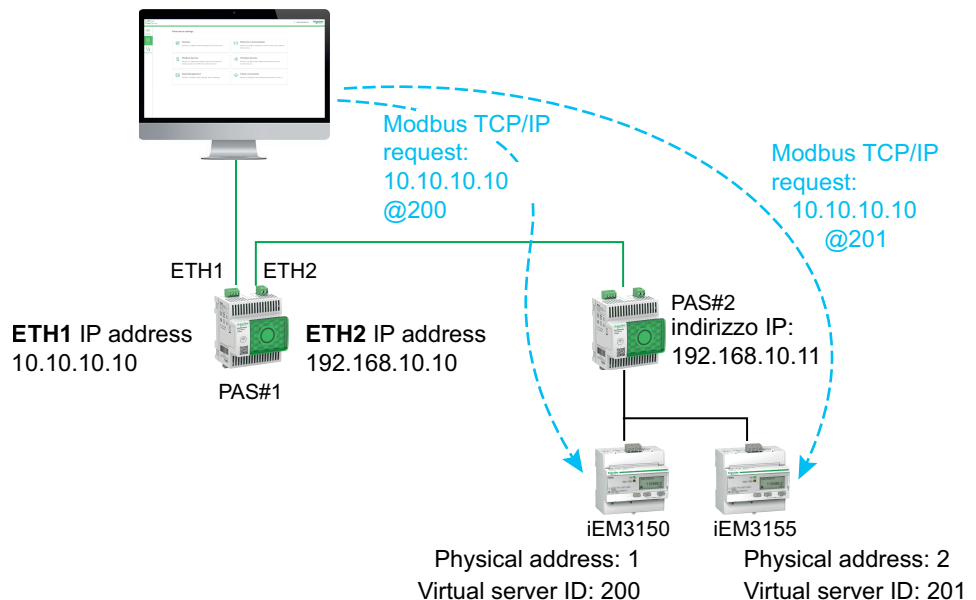 Modbus TCP/IP
request:
10.10.10.10
@200
Modbus TCP/IP
request:
10.10.10.10
@201
ETH1
ETH2
ETH1 IP address
10.10.10.10
ETH2 IP address
192.168.10.10
PAS#1
PAS#2
indirizzo IP:
192.168.10.11
iEM3150
iEM3155
Physical address: 1
Virtual server ID: 200
Physical address: 2
Virtual server ID: 201